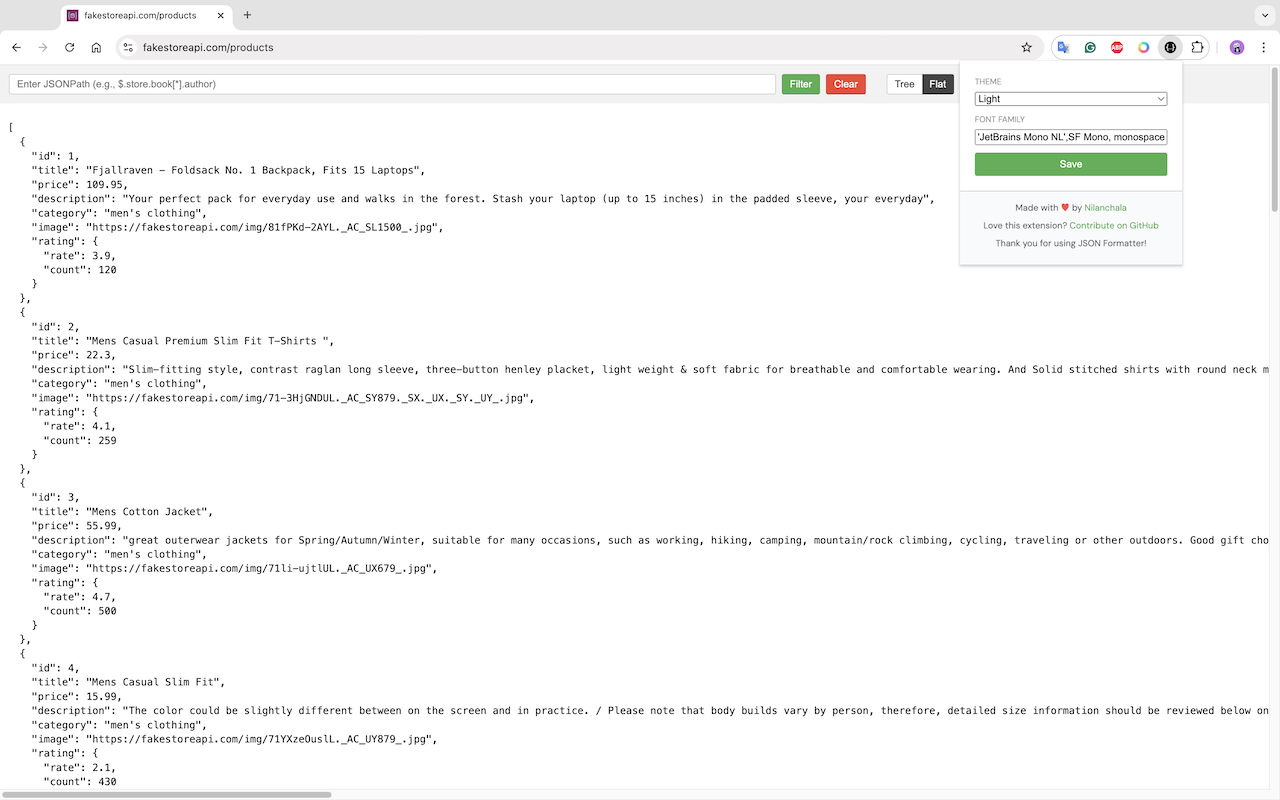 fakestoreapi.com/products
fakestoreapi.com/products
ABP
Enter JSONPath (e.g., $.store.book[*].author)
Filter
Clear
Tree
Flat
THEME
Light
FONT FAMILY
'JetBrains Mono NL',SF Mono, monospace
Save
Made with ❤️ by Nilanchala
Love this extension? Contribute on GitHub
Thank you for using JSON Formatter!
[
  {
    "id": 1,
    "title": "Fjallraven – Foldsack No. 1 Backpack, Fits 15 Laptops",
    "price": 109.95,
    "description": "Your perfect pack for everyday use and walks in the forest. Stash your laptop (up to 15 inches) in the padded sleeve, your everyday",
    "category": "men's clothing",
    "image": "https://fakestoreapi.com/img/81fPKd-2AYL._AC_SL1500_.jpg",
    "rating": {
      "rate": 3.9,
      "count": 120
    }
  },
  {
    "id": 2,
    "title": "Mens Casual Premium Slim Fit T-Shirts ",
    "price": 22.3,
    "description": "Slim-fitting style, contrast raglan long sleeve, three-button henley placket, light weight & soft fabric for breathable and comfortable wearing. And Solid stitched shirts with round neck m
    "category": "men's clothing",
    "image": "https://fakestoreapi.com/img/71-3HjGNDUL._AC_SY879._SX._UX._SY._UY_.jpg",
    "rating": {
      "rate": 4.1,
      "count": 259
    }
  },
  {
    "id": 3,
    "title": "Mens Cotton Jacket",
    "price": 55.99,
    "description": "great outerwear jackets for Spring/Autumn/Winter, suitable for many occasions, such as working, hiking, camping, mountain/rock climbing, cycling, traveling or other outdoors. Good gift cho
    "category": "men's clothing",
    "image": "https://fakestoreapi.com/img/71li-ujtlUL._AC_UX679_.jpg",
    "rating": {
      "rate": 4.7,
      "count": 500
    }
  },
  {
    "id": 4,
    "title": "Mens Casual Slim Fit",
    "price": 15.99,
    "description": "The color could be slightly different between on the screen and in practice. / Please note that body builds vary by person, therefore, detailed size information should be reviewed below on
    "category": "men's clothing",
    "image": "https://fakestoreapi.com/img/71YXzeOuslL._AC_UY879_.jpg",
    "rating": {
      "rate": 2.1,
      "count": 430